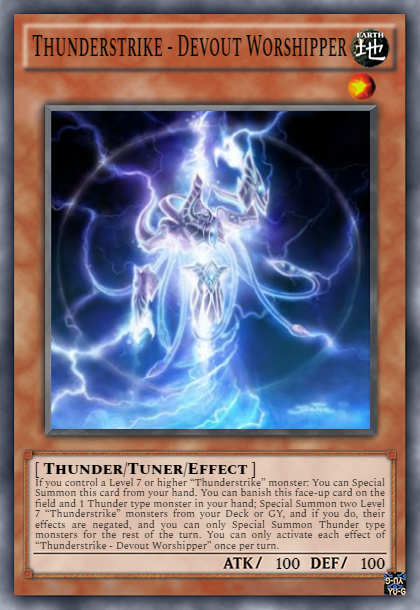 Thunderstrike - Devout Worshipper
EARTH
地
[ Thunder/Tuner/Effect ]
If you control a Level 7 or higher “Thunderstrike” monster: You can Special
Summon this card from your hand. You can banish this face-up card on the
field and 1 Thunder type monster in your hand; Special Summon two Level
7 “Thunderstrike” monsters from your Deck or GY, and if you do, their
effects are negated, and you can only Special Summon Thunder type
monsters for the rest of the turn. You can only activate each effect of
“Thunderstrike - Devout Worshipper” once per turn.
ATK/ 100 DEF/ 100
YU-G